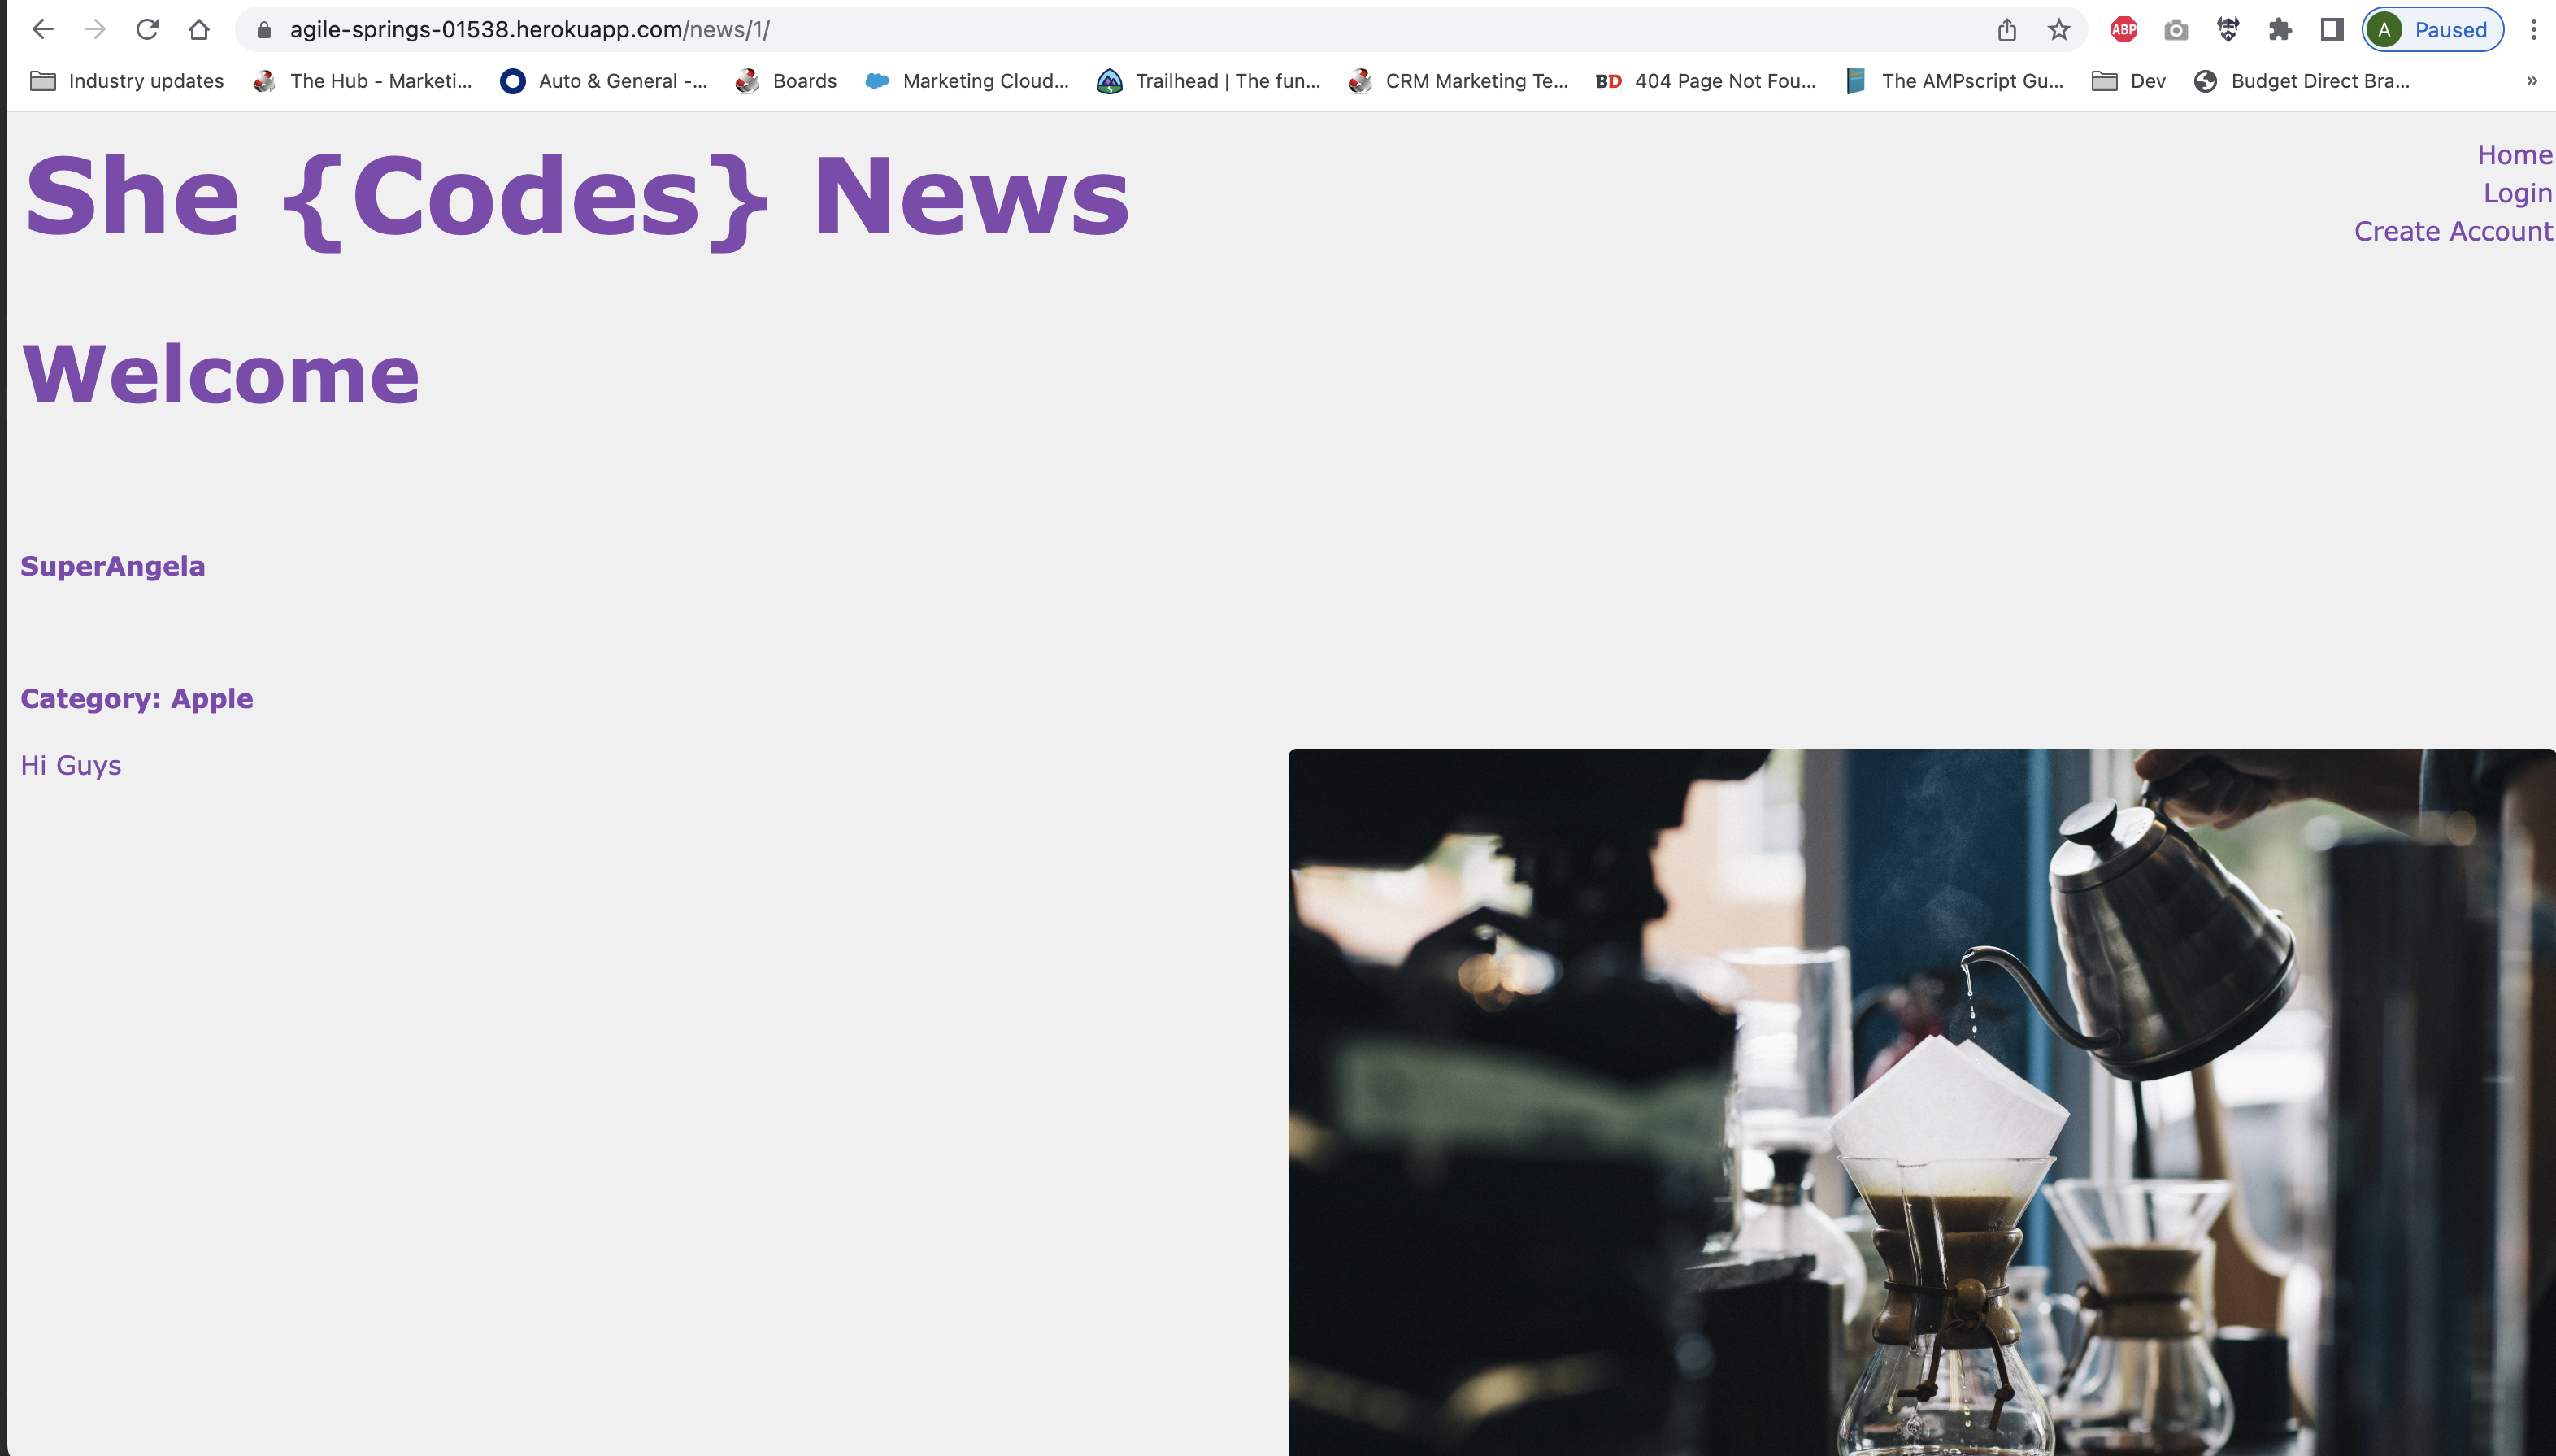 agile-springs-01538.herokuapp.com/news/1/
ABP
A Paused
Industry updates The Hub - Marketi... Auto & General -... Boards Marketing Cloud... Trailhead | The fun... CRM Marketing Te... BD 404 Page Not Fou... The AMPscript Gu... Dev Budget Direct Bra... »
She {Codes} News
Home
Login
Create Account
Welcome
SuperAngela
Category: Apple
Hi Guys